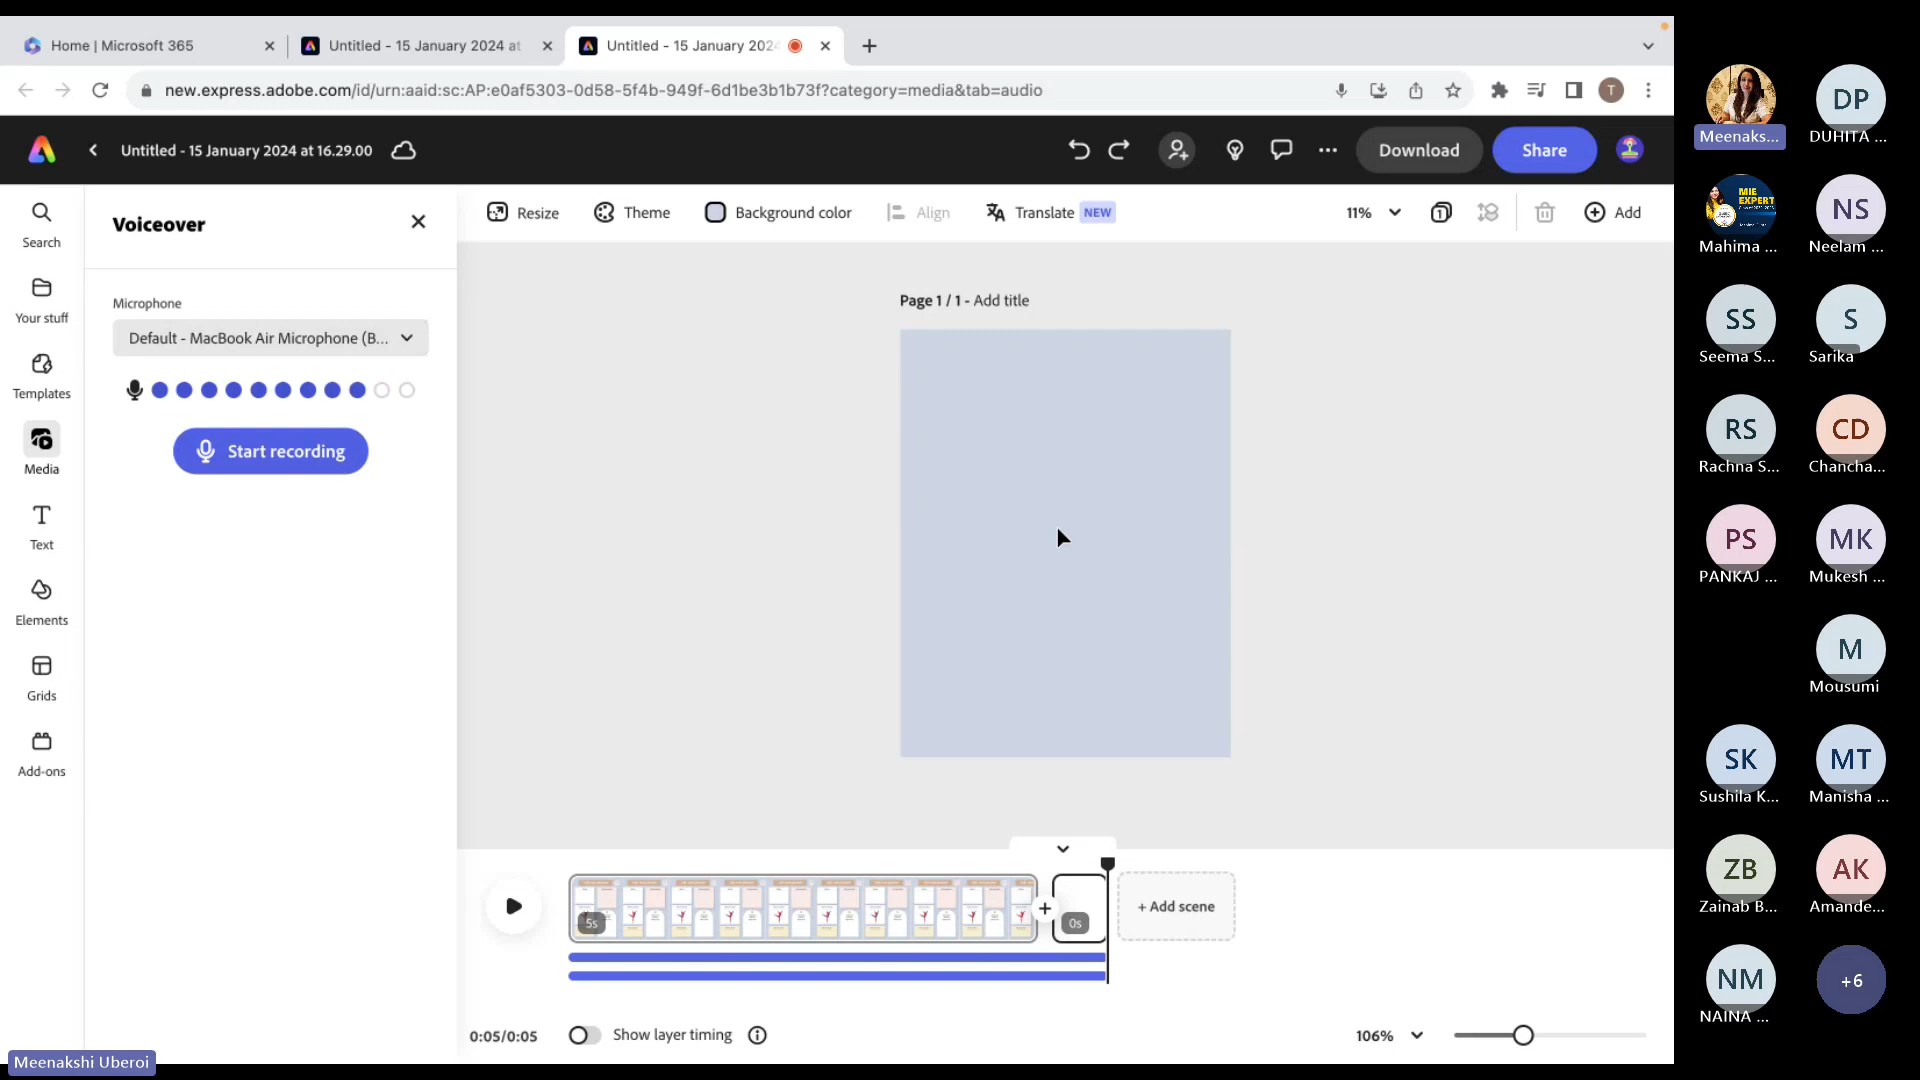 Home | Microsoft 365
Untitled - 15 January 2024 at
Untitled - 15 January 202
new.express.adobe.com/id/urn:aaid:sc:AP:e0af5303-0d58-5f4b-949f-6d1be3b1b73f?category=media&tab=audio
T
Untitled - 15 January 2024 at 16.29.00
Download
Share
Search
Your stuff
Templates
Media
Text
Elements
Grids
Add-ons
Voiceover
Microphone
Default - MacBook Air Microphone (B...
Start recording
Resize
Theme
Background color
Align
Translate NEW
11%
1
Add
Page 1 / 1 - Add title
5s
0s
+ Add scene
0:05/0:05
Show layer timing
106%
Meenakshi Uberoi
Meenaks...
DP
DUHITA ...
MIE
EXPERT
Mahima ...
NS
Neelam ...
SS
Seema S...
S
Sarika
RS
Rachna S...
CD
Chancha...
PS
PANKAJ ...
MK
Mukesh ...
M
Mousumi
SK
Sushila K...
MT
Manisha ...
ZB
Zainab B...
AK
Amande...
NM
NAINA ...
+6